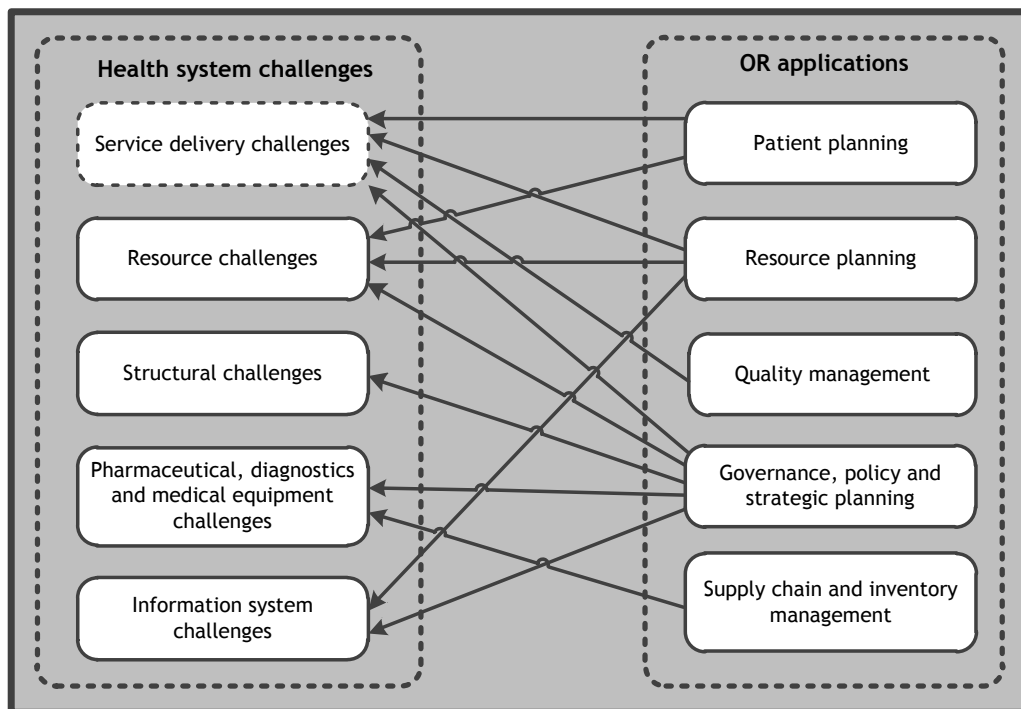 Health system challenges
Service delivery challenges
Resource challenges
Structural challenges
Pharmaceutical, diagnostics
and medical equipment
challenges
Information system
challenges
OR applications
Patient planning
Resource planning
Quality management
Governance, policy and
strategic planning
Supply chain and inventory
management